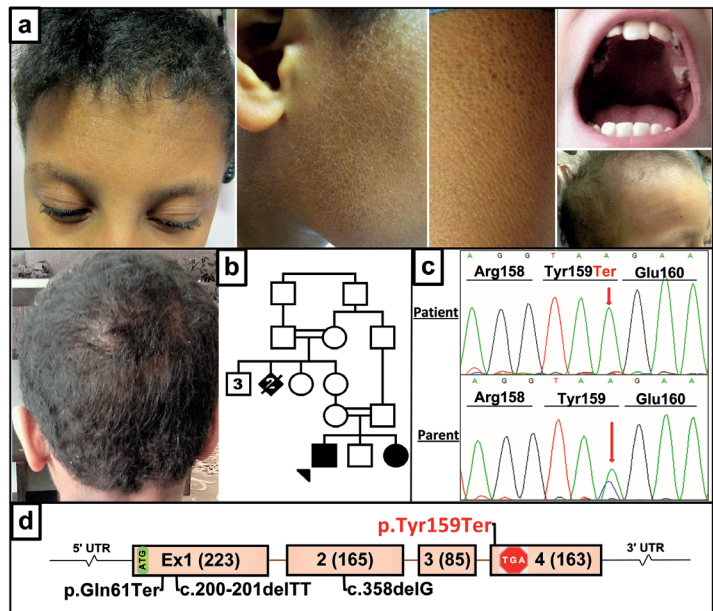 a
b
3
2
c
A G G T A A G A A
Arg158 Tyr159Ter Glu160
Patient
A G G T A A G A A
Arg158 Tyr159 Glu160
Parent
d
p.Tyr159Ter
5' UTR
ATG
Ex1 (223)
2 (165)
3 (85)
TGA
4 (163)
3' UTR
p.Gln61Ter
c.200-201delTT
c.358delG